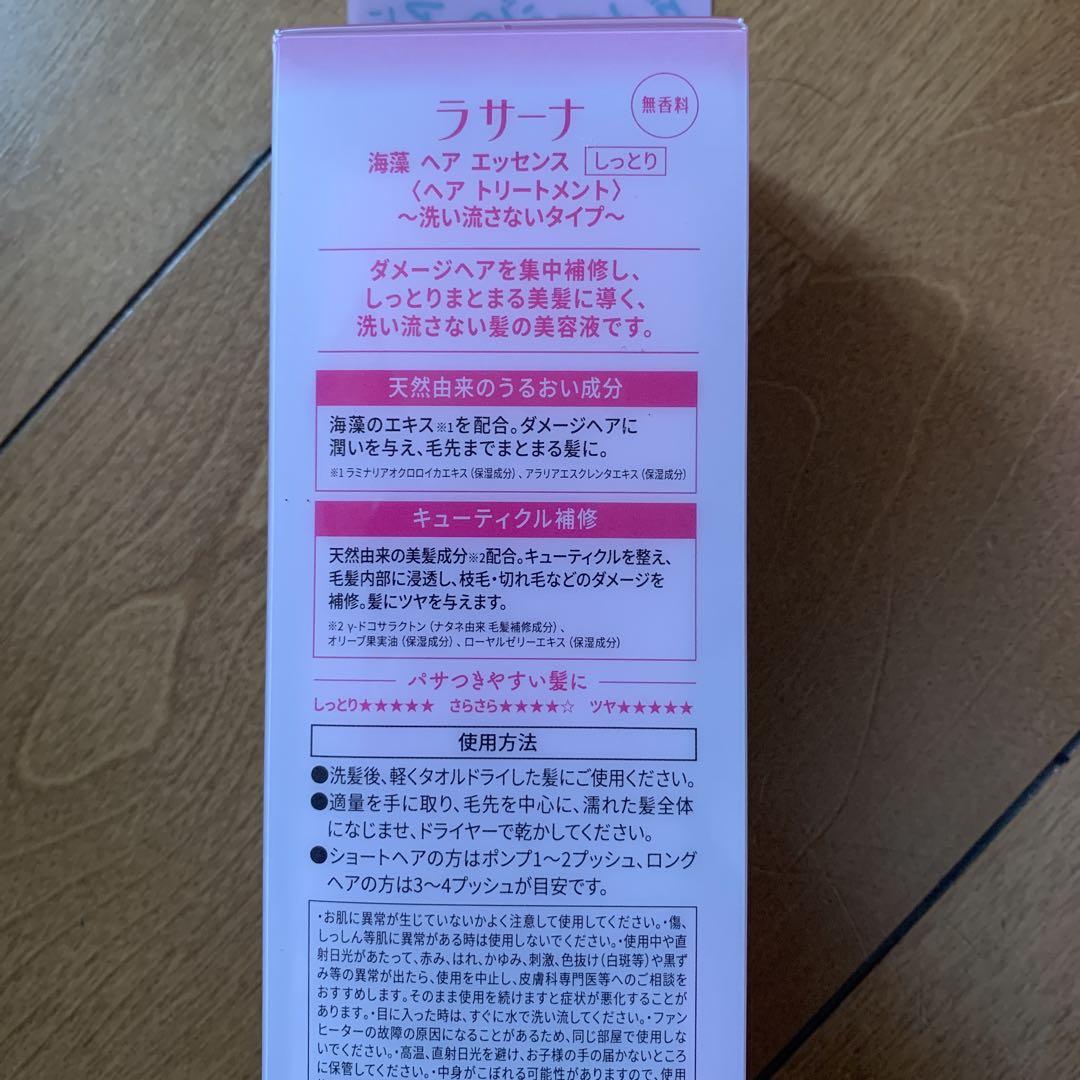 ラサーナ
無香料
海藻 ヘア エッセンス しっとり
〈ヘア トリートメント〉
～洗い流さないタイプ～
ダメージヘアを集中補修し、
しっとりまとまる美髪に導く、
洗い流さない髪の美容液です。
天然由来のうるおい成分
海藻のエキス※1を配合。ダメージヘアに
潤いを与え、毛先までまとまる髪に。
※1 ラミナリアオクロロイカエキス（保湿成分）、アラリアエスクレンタエキス（保湿成分）
キューティクル補修
天然由来の美髪成分※2配合。キューティクルを整え、
毛髪内部に浸透し、枝毛・切れ毛などのダメージを
補修。髪にツヤを与えます。
※2 γ-ドコサラクトン（ナタネ由来 毛髪補修成分）、
オリーブ果実油（保湿成分）、ローヤルゼリーエキス（保湿成分）
パサつきやすい髪に
しっとり★★★★★ さらさら★★★★☆ ツヤ★★★★★
使用方法
●洗髪後、軽くタオルドライした髪にご使用ください。
●適量を手に取り、毛先を中心に、濡れた髪全体
になじませ、ドライヤーで乾かしてください。
●ショートヘアの方はポンプ1～2プッシュ、ロング
ヘアの方は3～4プッシュが目安です。
・お肌に異常が生じていないかよく注意して使用してください。・傷、
しっしん等肌に異常がある時は使用しないでください。・使用中や直
射日光があたって、赤み、はれ、かゆみ、刺激、色抜け（白斑等）や黒ず
み等の異常が出たら、使用を中止し、皮膚科専門医等へのご相談を
おすすめします。そのまま使用を続けますと症状が悪化することが
あります。・目に入った時は、すぐに水で洗い流してください。・ファン
ヒーターの故障の原因になることがあるため、同じ部屋で使用しな
いでください。・高温、直射日光を避け、お子様の手の届かないところ
に保管してください。・中身がこぼれる可能性がありますので、使用